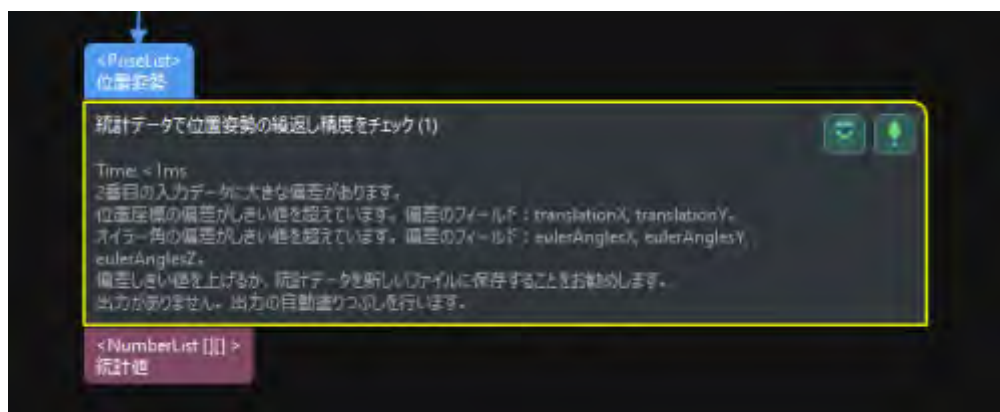 <PoseList>
位置姿勢
統計データで位置姿勢の繰返し精度をチェック (1)
Time: < 1ms
2番目の入力データに大きな偏差があります。
位置座標の偏差がしきい値を超えています。偏差のフィールド：translationX, translationY。
オイラー角の偏差がしきい値を超えています。偏差のフィールド：eulerAnglesX, eulerAnglesY,
eulerAnglesZ。
偏差しきい値を上げるか、統計データを新しいファイルに保存することをお勧めします。
出力がありません。出力の自動塗りつぶしを行います。
<NumberList [][] >
統計値